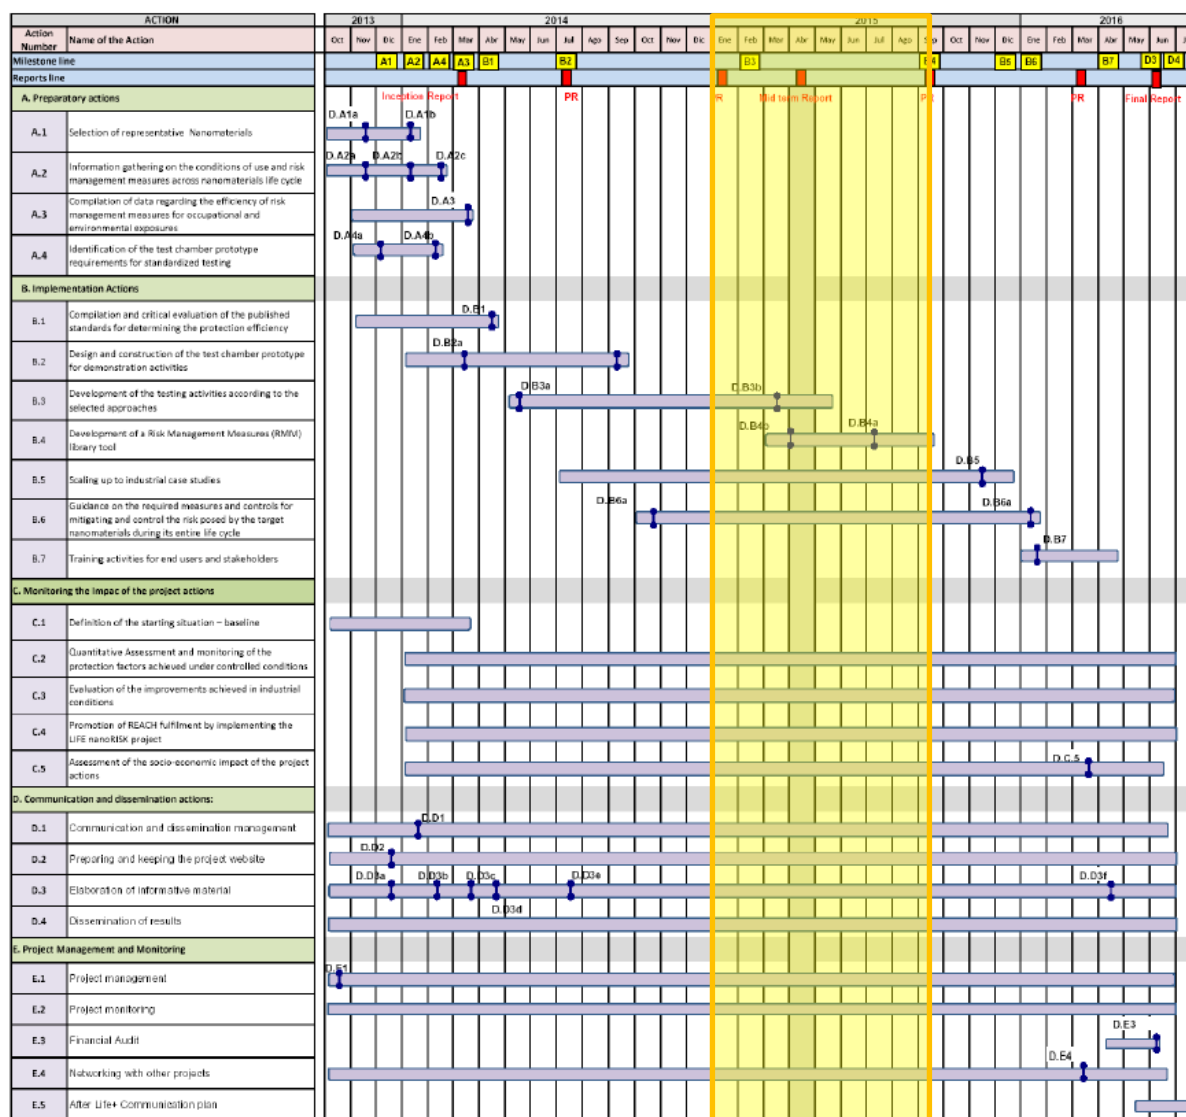 ACTION
2013 2014 2015 2016
Action Number Name of the Action
Oct Nov Dic Ene Feb Mar Abr May Jun Jul Ago Sep Oct Nov Dic Ene Feb Mar Abr May Jun Jul Ago Sep Oct Nov Dic Ene Feb Mar Abr May Jun
Milestone line A1 A2 A4 A3 B1 B2 B3 B4 B5 B6 B7 D3 D4
Reports line
A. Preparatory actions
Inception Report PR PR Mid term Report PR PR Final Report
D.A1a D.A1b
A.1 Selection of representative Nanomaterials
D.A2a D.A2b D.A2c
A.2 Information gathering on the conditions of use and risk
management measures across nanomaterials life cycle
A.3 Compilation of data regarding the efficiency of risk
management measures for occupational and
environmental exposures
D.A3
D.A4a D.A4b
A.4 Identification of the test chamber prototype
requirements for standardized testing
B. Implementation Actions
D.B1
B.1 Compilation and critical evaluation of the published
standards for determining the protection efficiency
D.B2a
B.2 Design and construction of the test chamber prototype
for demonstration activities
D.B3a D.B3b
B.3 Development of the testing activities according to the
selected approaches
D.B4b D.B4a
B.4 Development of a Risk Management Measures (RMM)
library tool
D.B5
B.5 Scaling up to industrial case studies
D.B6a D.B6a
B.6 Guidance on the required measures and controls for
mitigating and control the risk posed by the target
nanomaterials during its entire life cycle
D.B7
B.7 Training activities for end users and stakeholders
C. Monitoring the impac of the project actions
C.1 Definition of the starting situation – baseline
C.2 Quantitative Assessment and monitoring of the
protection factors achieved under controlled conditions
C.3 Evaluation of the improvements achieved in industrial
conditions
C.4 Promotion of REACH fulfilment by implementing the
LIFE nanoRISK project
D.C.5
C.5 Assessment of the socio-economic impact of the project
actions
D. Communication and dissemination actions:
D.D1
D.1 Communication and dissemination management
D.D2
D.2 Preparing and keeping the project website
D.D3a D.D3b D.D3c D.D3e D.D3f
D.3 Elaboration of informative material
D.D3d
D.4 Dissemination of results
E. Project Management and Monitoring
D.E1
E.1 Project management
E.2 Project monitoring
D.E3
E.3 Financial Audit
D.E4
E.4 Networking with other projects
E.5 After Life+ Communication plan